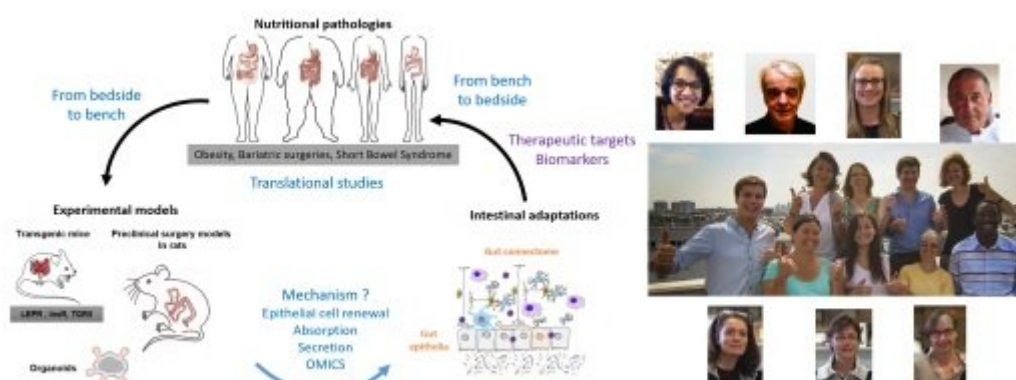 Nutritional pathologies
From bedside
to bench
From bench
to bedside
Obesity, Bariatric surgeries, Short Bowel Syndrome
Therapeutic targets
Biomarkers
Translational studies
Experimental models
Intestinal adaptations
Transgenic mice
Preclinical surgery models
in rats
Gut connectome
Mechanism ?
Epithelial cell renewal
Absorption
Secretion
OMICS
Gut
epithelia
Organoids